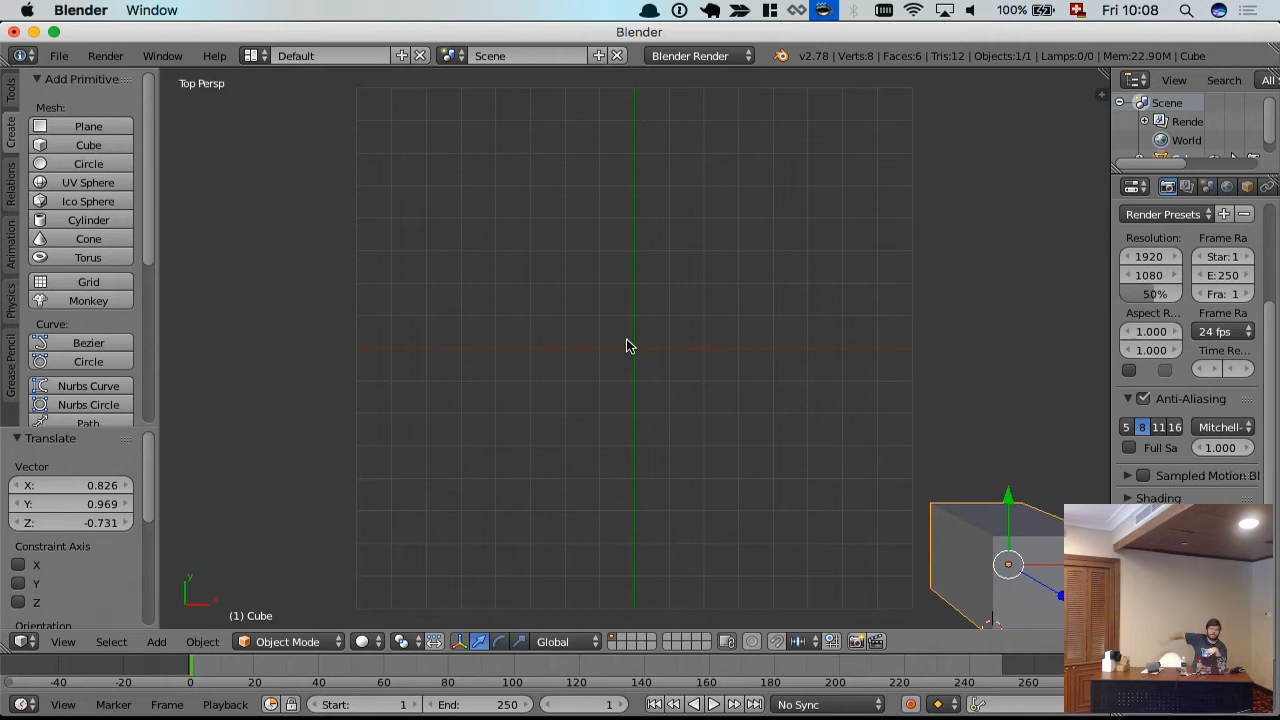 Blender Window 100% Fri 10:08
Blender
File Render Window Help Default Scene Blender Render v2.78 | Verts:8 | Faces:6 | Tris:12 | Objects:1/1 | Lamps:0/0 | Mem:22.90M | Cube
Add Primitive
Tools
Create
Relations
Animation
Physics
Grease Pencil
Mesh:
Plane
Cube
Circle
UV Sphere
Ico Sphere
Cylinder
Cone
Torus
Grid
Monkey
Curve:
Bezier
Circle
Nurbs Curve
Nurbs Circle
Path
Translate
Vector
X: 0.826
Y: 0.969
Z: -0.731
Constraint Axis
X
Y
Z
Orientation
Top Persp
y
x
(1) Cube
View Search All
Scene
Rende
World
Render Presets
Resolution: Frame Ra
1920 Star: 1
1080 E: 250
50% Fra: 1
Aspect R... Frame Ra
1.000 24 fps
1.000 Time Re...
Anti-Aliasing
5 8 11 16 Mitchell-
Full Sa 1.000
Sampled Motion Bl
Shading
View Select Add Object Object Mode Global
-40 -20 0 20 40 60 80 100 120 140 160 180 200 220 240 260
View Marker Frame Playback Start: 1 End: 250 1 No Sync